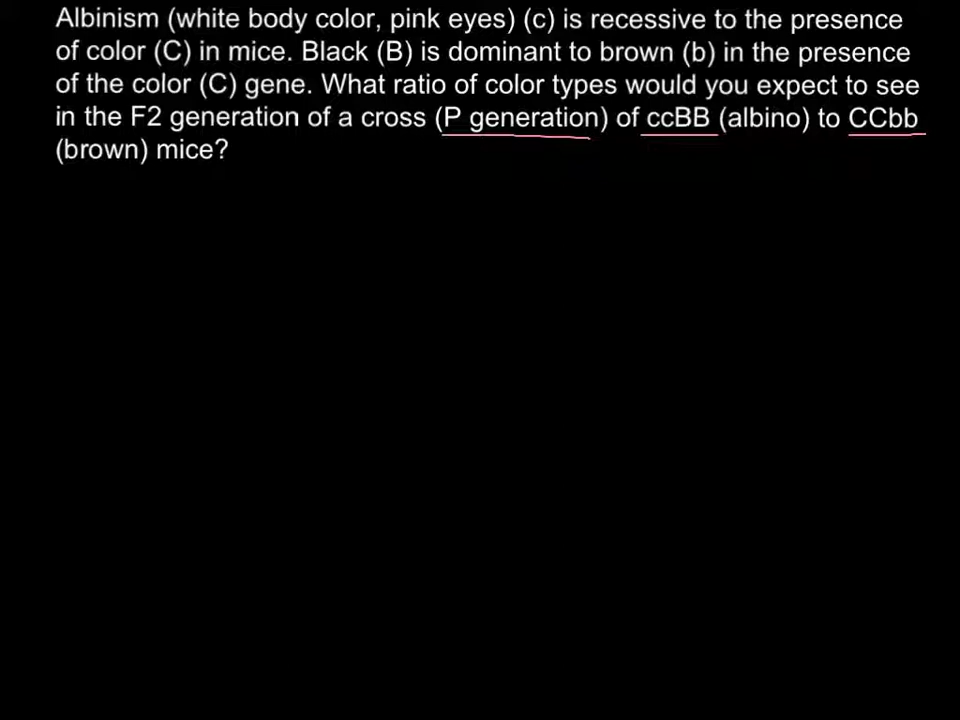 Albinism (white body color, pink eyes) (c) is recessive to the presence
of color (C) in mice. Black (B) is dominant to brown (b) in the presence
of the color (C) gene. What ratio of color types would you expect to see
in the F2 generation of a cross (P generation) of ccBB (albino) to CCbb
(brown) mice?